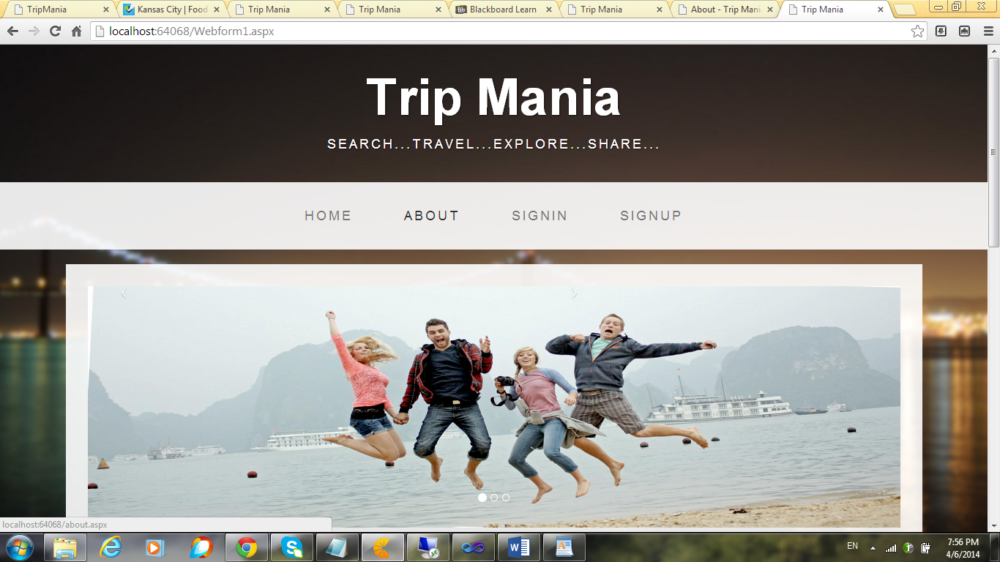 TripMania
Kansas City | Food
Trip Mania
Trip Mania
Bb Blackboard Learn
Trip Mania
About - Trip Mani
Trip Mania
localhost:64068/Webform1.aspx
Trip Mania
SEARCH...TRAVEL...EXPLORE...SHARE...
HOME ABOUT SIGNIN SIGNUP
localhost:64068/about.aspx
EN
7:56 PM
4/6/2014